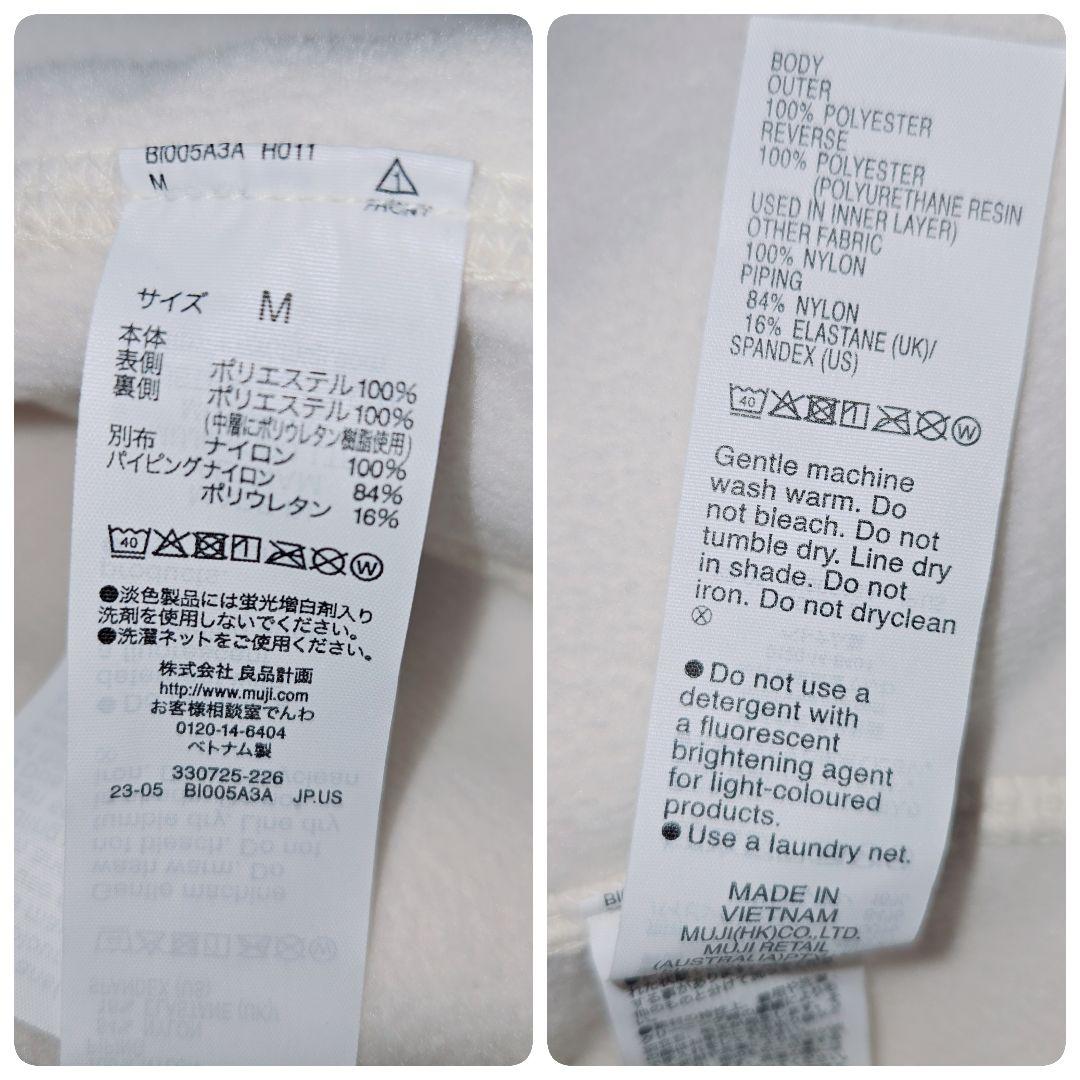 BI005A3A H011
M
1
サイズ M
本体
表側 ポリエステル100%
裏側 ポリエステル100%
(中層にポリウレタン樹脂使用)
別布 ナイロン 100%
パイピングナイロン 84%
ポリウレタン 16%
40 W
●淡色製品には蛍光増白剤入り
洗剤を使用しないでください。
●洗濯ネットをご使用ください。
株式会社 良品計画
http://www.muji.com
お客様相談室でんわ
0120-14-6404
ベトナム製
330725-226
23-05 BI005A3A JP.US
BODY
OUTER
100% POLYESTER
REVERSE
100% POLYESTER
(POLYURETHANE RESIN
USED IN INNER LAYER)
OTHER FABRIC
100% NYLON
PIPING
84% NYLON
16% ELASTANE (UK)/
SPANDEX (US)
40 W
Gentle machine
wash warm. Do
not bleach. Do not
tumble dry. Line dry
in shade. Do not
iron. Do not dryclean
●Do not use a
detergent with
a fluorescent
brightening agent
for light-coloured
products.
●Use a laundry net.
MADE IN
VIETNAM
MUJI(HK)CO.,LTD.
MUJI RETAIL
(AUSTRALIA)PTY
BI